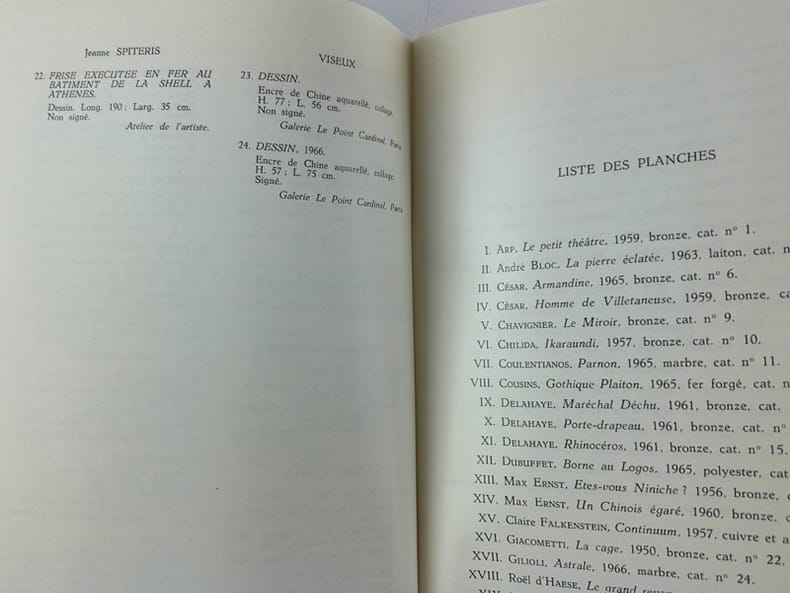 Jeanne SPITERIS
22. FRISE EXECUTEE EN FER AU
BATIMENT DE LA SHELL A
ATHENES.
Dessin. Long. 190 ; Larg. 35 cm.
Non signé.
Atelier de l'artiste.
VISEUX
23. DESSIN.
Encre de Chine aquarellé, collage.
H. 77 ; L. 56 cm.
Non signé.
Galerie Le Point Cardinal, Paris.
24. DESSIN, 1966.
Encre de Chine aquarellé, collage.
H. 57 ; L. 75 cm.
Signé.
Galerie Le Point Cardinal, Paris.
LISTE DES PLANCHES
I. ARP, Le petit théâtre, 1959, bronze, cat. n° 1.
II. André BLOC, La pierre éclatée, 1963, laiton, cat. n
III. CÉSAR, Armandine, 1965, bronze, cat. n° 6.
IV. CÉSAR, Homme de Villetaneuse, 1959, bronze, ca
V. CHAVIGNIER, Le Miroir, bronze, cat. n° 9.
VI. CHILIDA, Ikaraundi, 1957, bronze, cat. n° 10.
VII. COULENTIANOS, Parnon, 1965, marbre, cat. n° 11.
VIII. COUSINS, Gothique Plaiton, 1965, fer forgé, cat. n
IX. DELAHAYE, Maréchal Déchu, 1961, bronze, cat.
X. DELAHAYE, Porte-drapeau, 1961, bronze, cat. n°
XI. DELAHAYE, Rhinocéros, 1961, bronze, cat. n° 15.
XII. DUBUFFET, Borne au Logos, 1965, polyester, cat
XIII. Max ERNST, Etes-vous Niniche ? 1956, bronze,
XIV. Max ERNST, Un Chinois égaré, 1960, bronze, c
XV. Claire FALKENSTEIN, Continuum, 1957, cuivre et a
XVI. GIACOMETTI, La cage, 1950, bronze, cat. n° 22.
XVII. GILIOLI, Astrale, 1966, marbre, cat. n° 24.
XVIII. Roël d'HAESE, Le grand